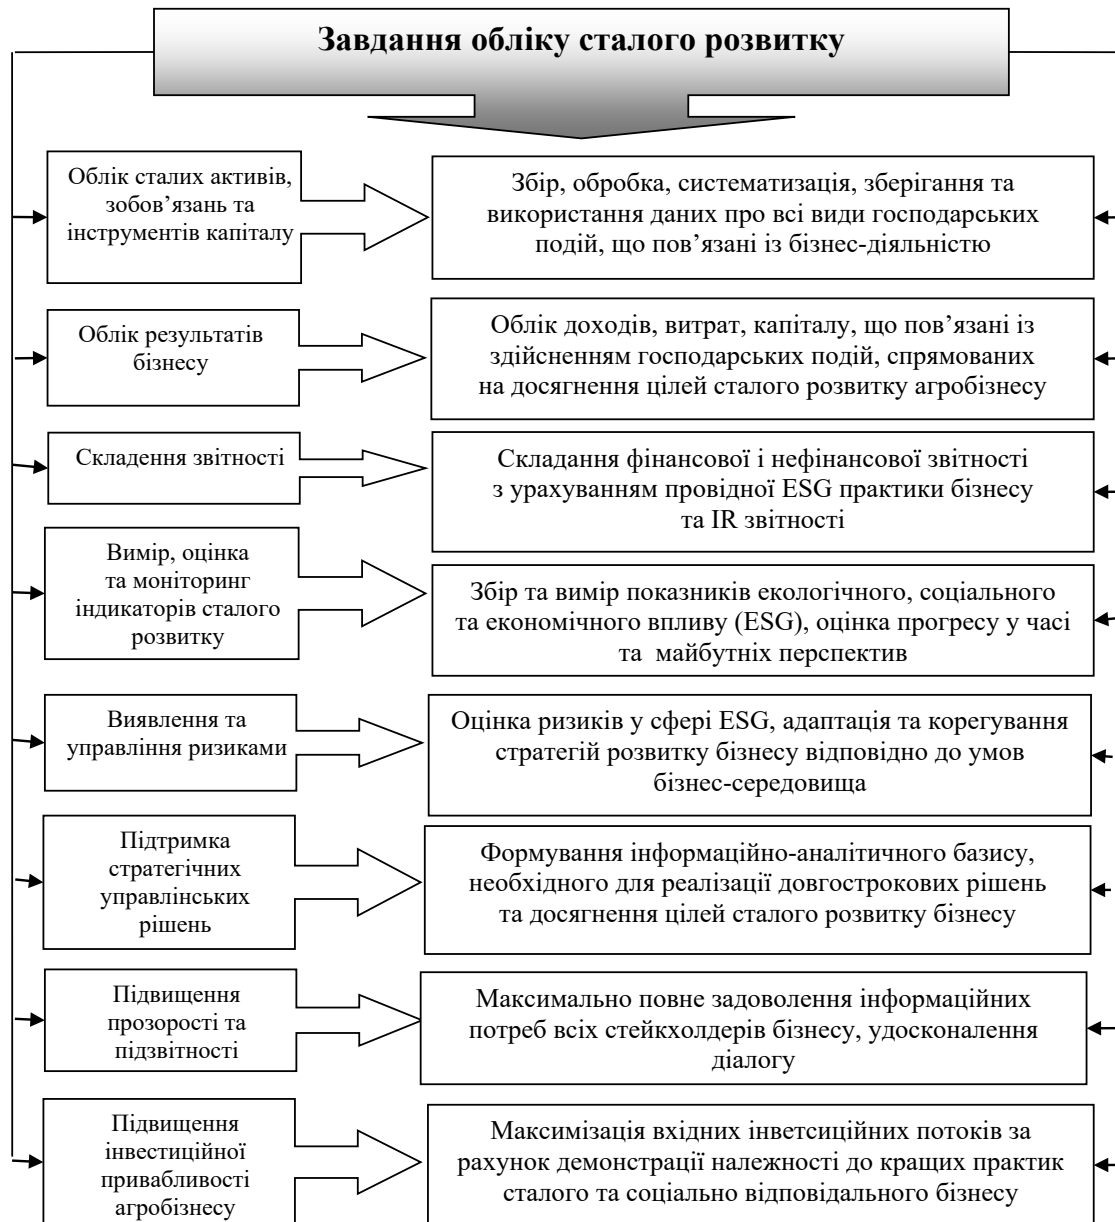 Завдання обліку сталого розвитку
Облік сталих активів,
зобов’язань та
інструментів капіталу
Збір, обробка, систематизація, зберігання та
використання даних про всі види господарських
подій, що пов’язані із бізнес-діяльністю
Облік результатів
бізнесу
Облік доходів, витрат, капіталу, що пов’язані із
здійсненням господарських подій, спрямованих
на досягнення цілей сталого розвитку агробізнесу
Складення звітності
Складання фінансової і нефінансової звітності
з урахуванням провідної ESG практики бізнесу
та IR звітності
Вимір, оцінка
та моніторинг
індикаторів сталого
розвитку
Збір та вимір показників екологічного, соціального
та економічного впливу (ESG), оцінка прогресу у часі
та майбутніх перспектив
Виявлення та
управління ризиками
Оцінка ризиків у сфері ESG, адаптація та корегування
стратегій розвитку бізнесу відповідно до умов
бізнес-середовища
Підтримка
стратегічних
управлінських
рішень
Формування інформаційно-аналітичного базису,
необхідного для реалізації довгострокових рішень
та досягнення цілей сталого розвитку бізнесу
Підвищення
прозорості та
підзвітності
Максимально повне задоволення інформаційних
потреб всіх стейкхолдерів бізнесу, удосконалення
діалогу
Підвищення
інвестиційної
привабливості
агробізнесу
Максимізація вхідних інветсиційних потоків за
рахунок демонстрації належності до кращих практик
сталого та соціально відповідального бізнесу